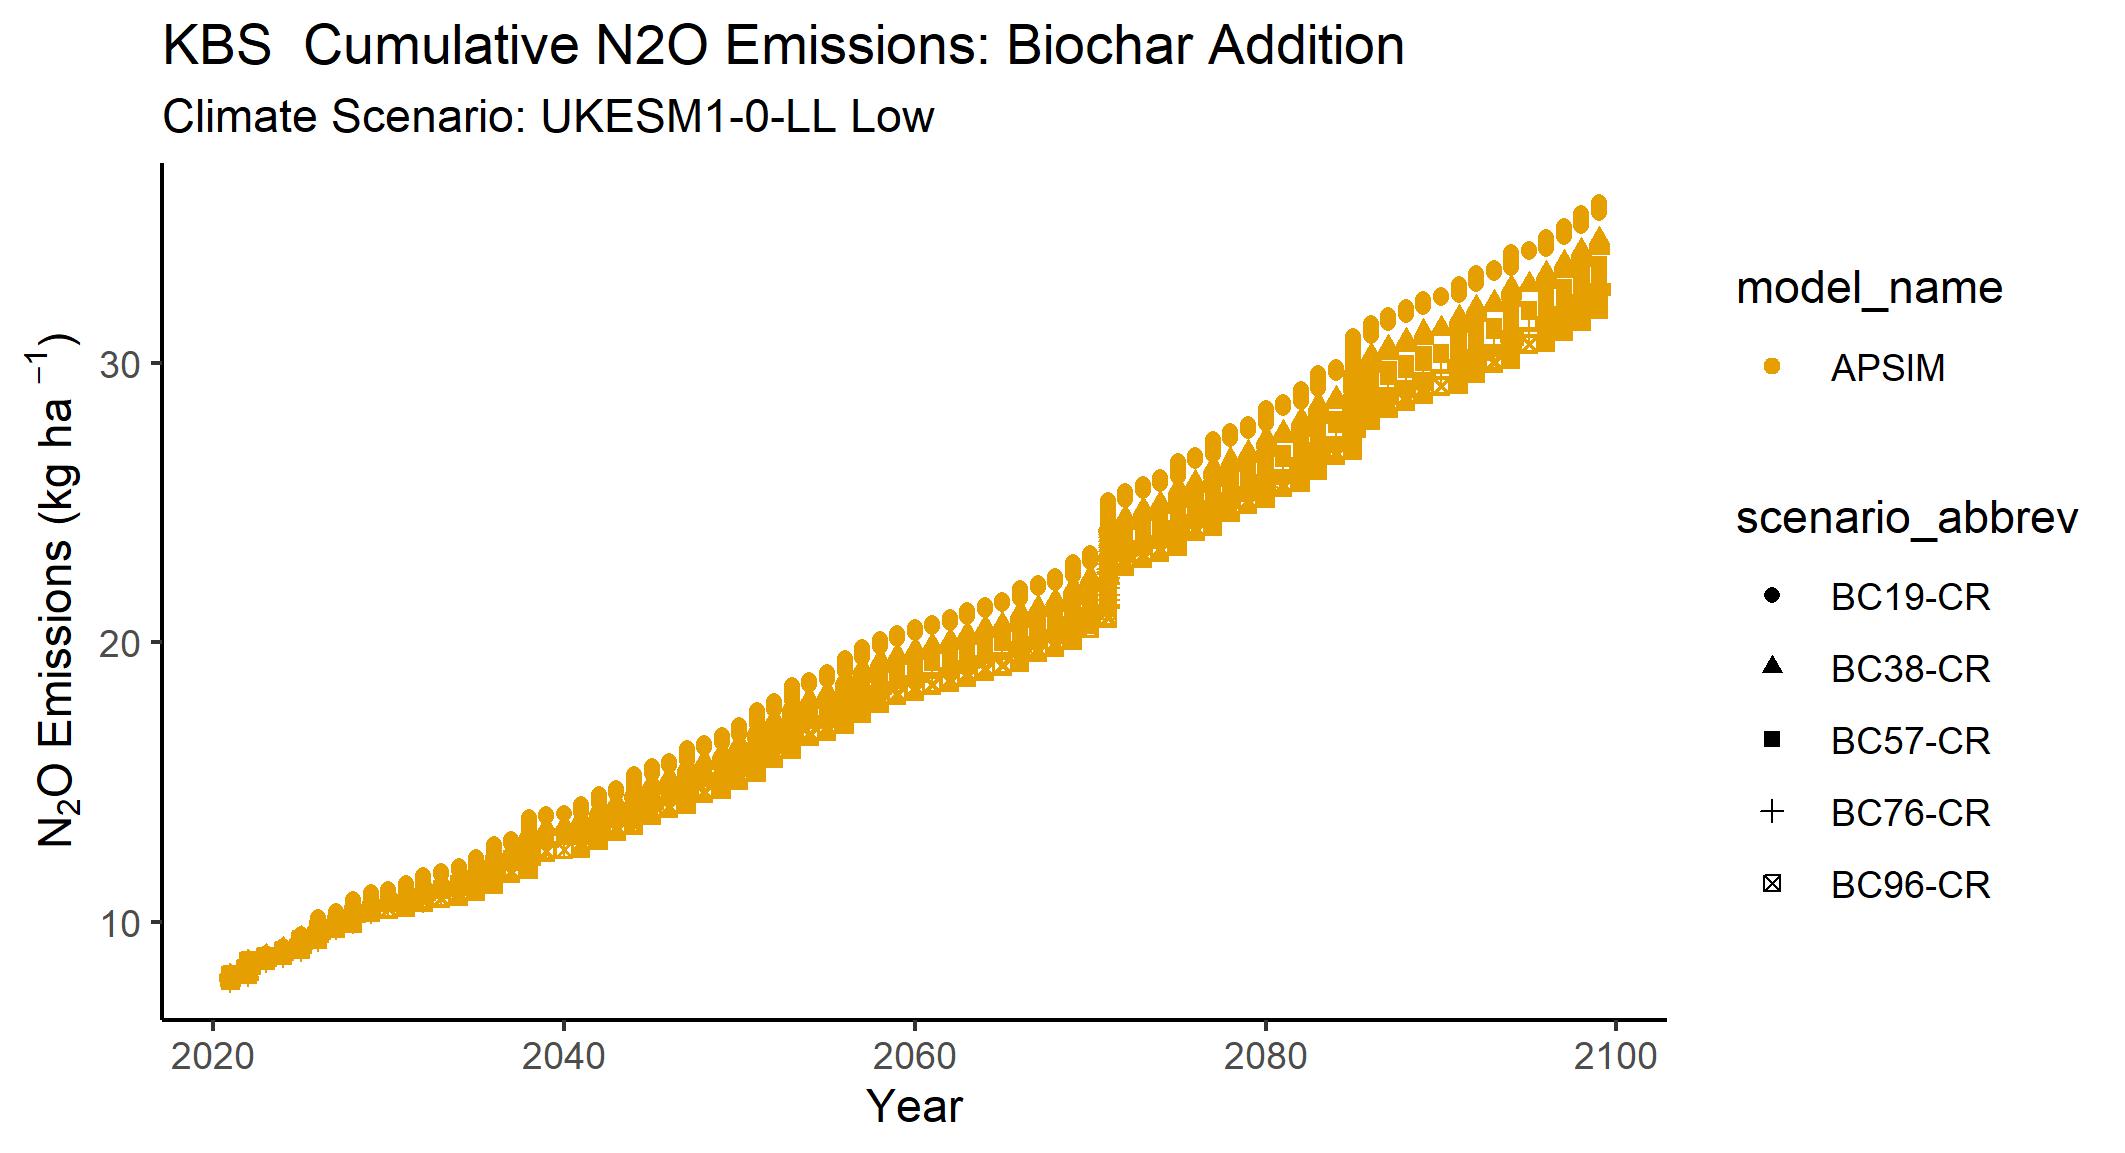 KBS  Cumulative N2O Emissions: Biochar Addition
Climate Scenario: UKESM1-0-LL Low
N₂O Emissions (kg ha ⁻¹)
30
20
10
2020 2040 2060 2080 2100
Year
model_name
APSIM
scenario_abbrev
BC19-CR
BC38-CR
BC57-CR
BC76-CR
BC96-CR